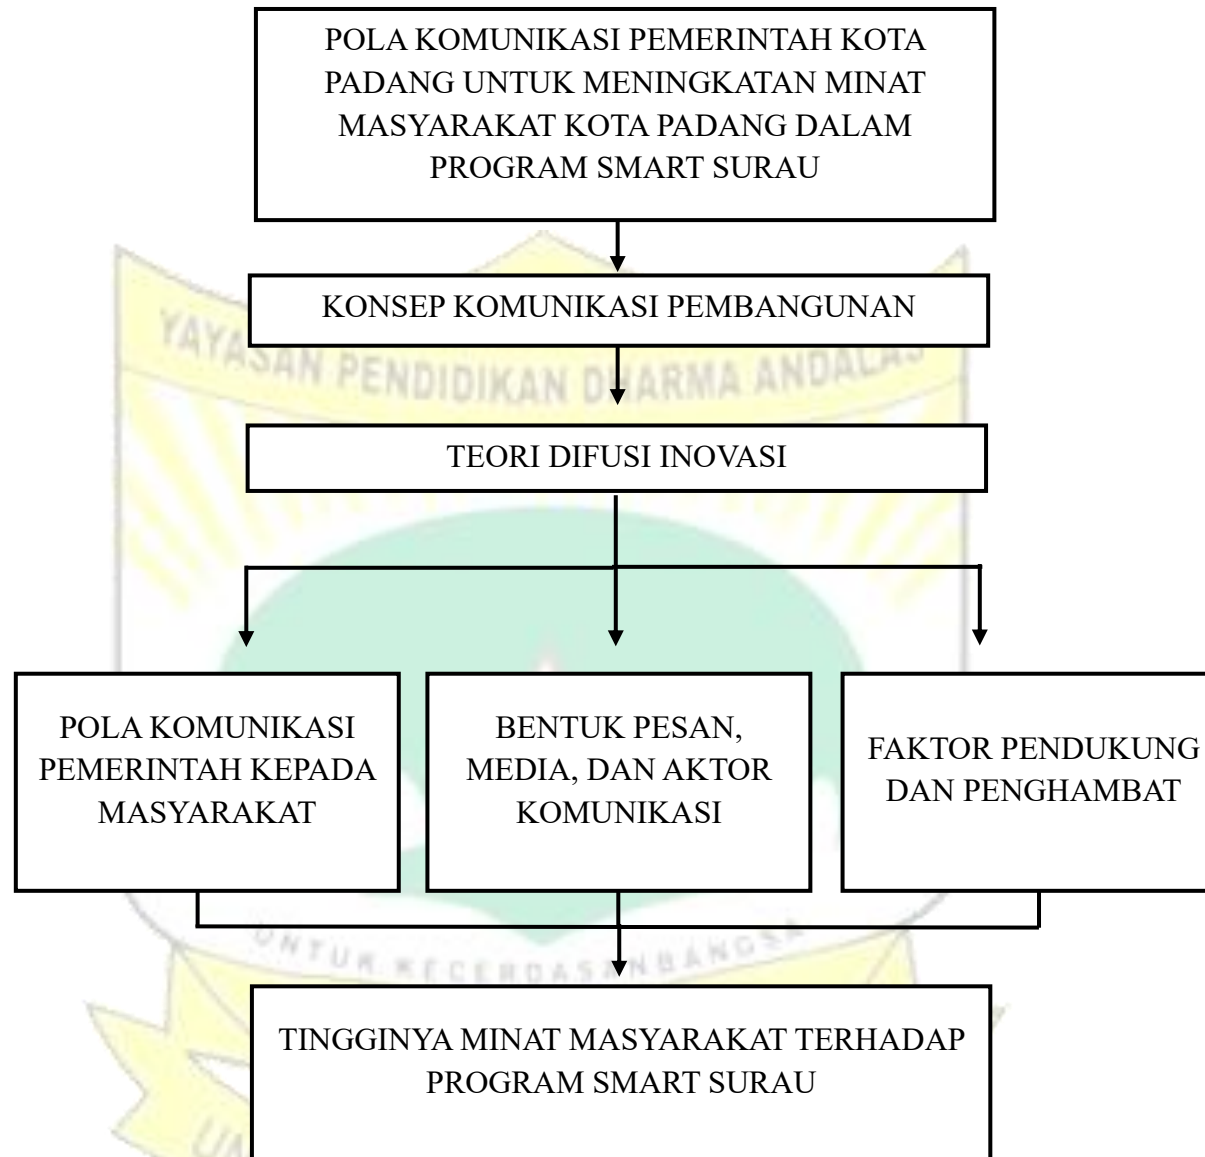 POLA KOMUNIKASI PEMERINTAH KOTA
PADANG UNTUK MENINGKATAN MINAT
MASYARAKAT KOTA PADANG DALAM
PROGRAM SMART SURAU
KONSEP KOMUNIKASI PEMBANGUNAN
YAYASAN PENDIDIKAN DHARMA ANDALAS
TEORI DIFUSI INOVASI
POLA KOMUNIKASI
PEMERINTAH KEPADA
MASYARAKAT
BENTUK PESAN,
MEDIA, DAN AKTOR
KOMUNIKASI
FAKTOR PENDUKUNG
DAN PENGHAMBAT
UNTUK KECERDASAN BANGSA
TINGGINYA MINAT MASYARAKAT TERHADAP
PROGRAM SMART SURAU